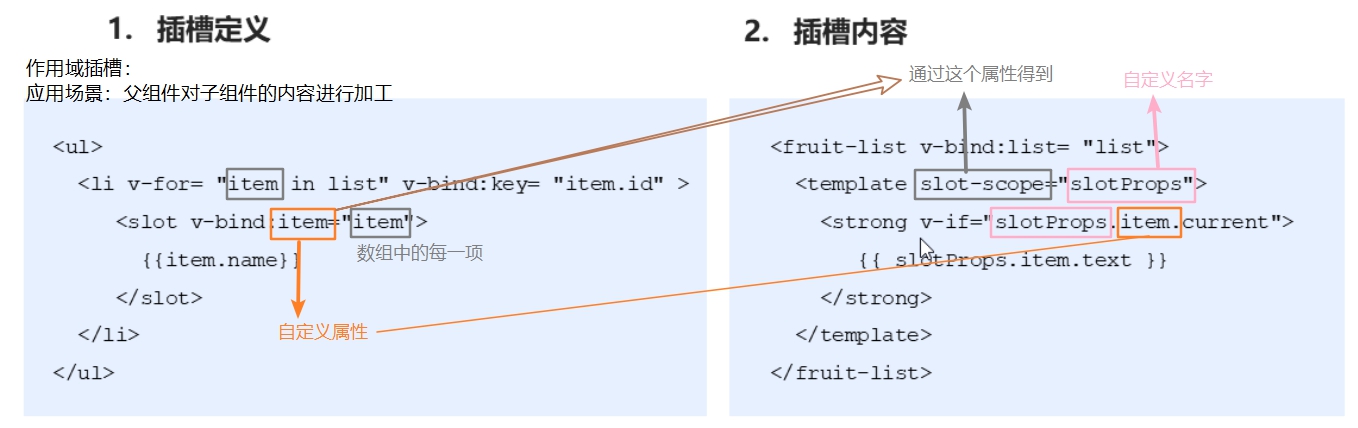 1. 插槽定义
作用域插槽：
应用场景：父组件对子组件的内容进行加工
<ul>
<li v-for= "item in list" v-bind:key= "item.id" >
<slot v-bind:item="item">
数组中的每一项
{{item.name}}
</slot>
自定义属性
</li>
</ul>
2. 插槽内容
通过这个属性得到
自定义名字
<fruit-list v-bind:list= "list">
<template slot-scope="slotProps">
<strong v-if="slotProps.item.current">
{{ slotProps.item.text }}
</strong>
</template>
</fruit-list>